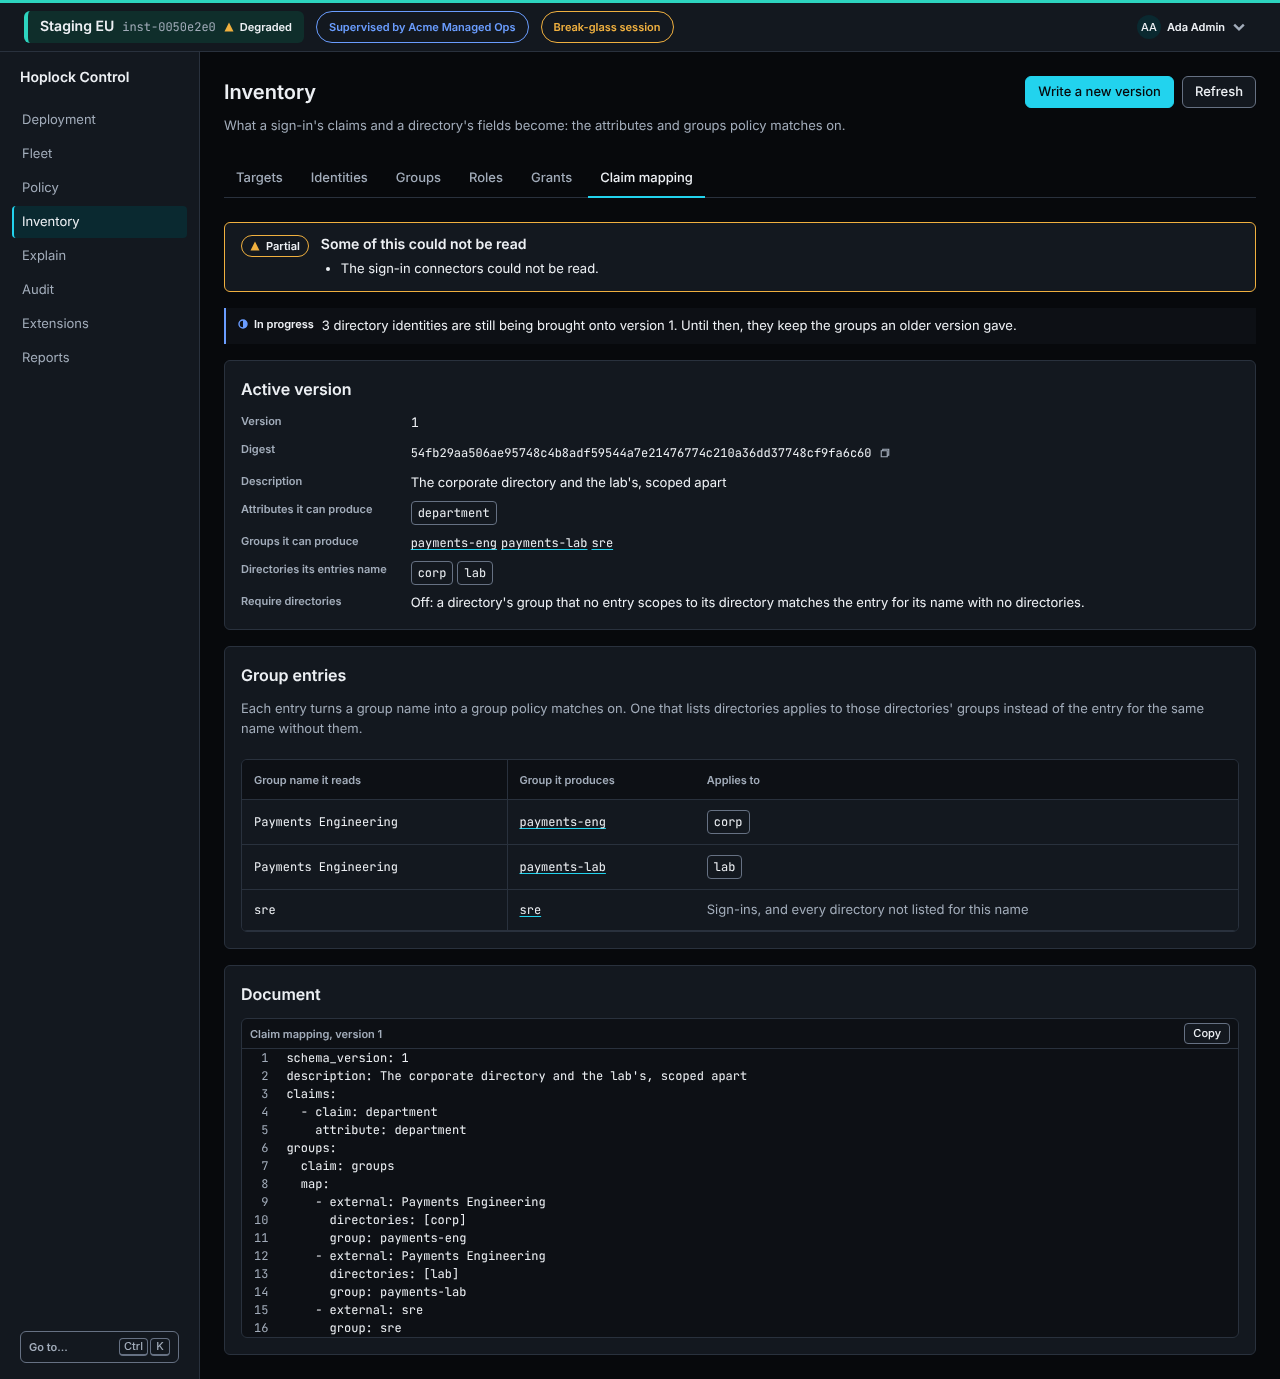 Staging EU inst-0050e2e0 Degraded Supervised by Acme Managed Ops Break-glass session AA Ada Admin
Hoplock Control
Deployment
Fleet
Policy
Inventory
Explain
Audit
Extensions
Reports
Go to... Ctrl K
Inventory
Write a new version Refresh
What a sign-in's claims and a directory's fields become: the attributes and groups policy matches on.
Targets Identities Groups Roles Grants Claim mapping
Partial Some of this could not be read
• The sign-in connectors could not be read.
In progress 3 directory identities are still being brought onto version 1. Until then, they keep the groups an older version gave.
Active version
Version 1
Digest 54fb29aa506ae95748c4b8adf59544a7e21476774c210a36dd37748cf9fa6c60
Description The corporate directory and the lab's, scoped apart
Attributes it can produce department
Groups it can produce payments-eng payments-lab sre
Directories its entries name corp lab
Require directories Off: a directory's group that no entry scopes to its directory matches the entry for its name with no directories.
Group entries
Each entry turns a group name into a group policy matches on. One that lists directories applies to those directories' groups instead of the entry for the same
name without them.
Group name it reads Group it produces Applies to
Payments Engineering payments-eng corp
Payments Engineering payments-lab lab
sre sre Sign-ins, and every directory not listed for this name
Document
Claim mapping, version 1 Copy
1 schema_version: 1
2 description: The corporate directory and the lab's, scoped apart
3 claims:
4 - claim: department
5 attribute: department
6 groups:
7 claim: groups
8 map:
9 - external: Payments Engineering
10 directories: [corp]
11 group: payments-eng
12 - external: Payments Engineering
13 directories: [lab]
14 group: payments-lab
15 - external: sre
16 group: sre